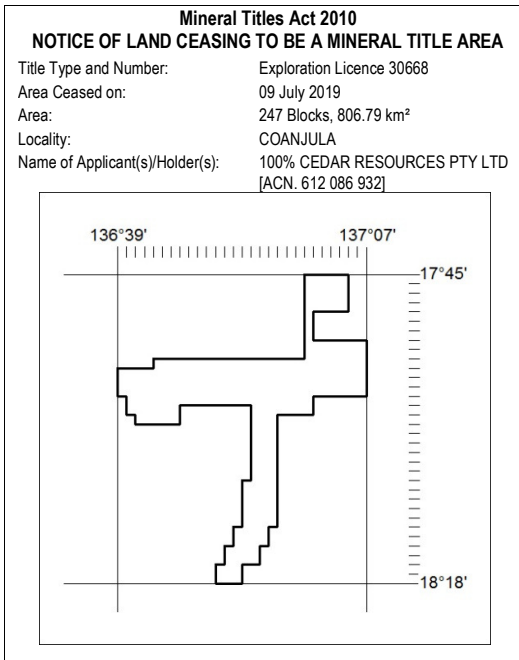 Mineral Titles Act 2010
NOTICE OF LAND CEASING TO BE A MINERAL TITLE AREA
Title Type and Number: Exploration Licence 30668
Area Ceased on: 09 July 2019
Area: 247 Blocks, 806.79 km²
Locality: COANJULA
Name of Applicant(s)/Holder(s): 100% CEDAR RESOURCES PTY LTD
[ACN. 612 086 932]
136°39' 137°07'
17°45'
18°18'